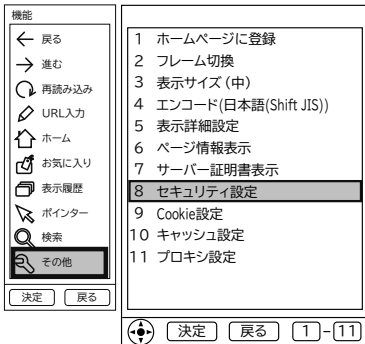 機能
戻る
進む
再読み込み
URL入力
ホーム
お気に入り
表示履歴
ポインター
検索
その他
決定 戻る
1 ホームページに登録
2 フレーム切換
3 表示サイズ (中)
4 エンコード(日本語(Shift JIS))
5 表示詳細設定
6 ページ情報表示
7 サーバー証明書表示
8 セキュリティ設定
9 Cookie設定
10 キャッシュ設定
11 プロキシ設定
決定 戻る 1-11